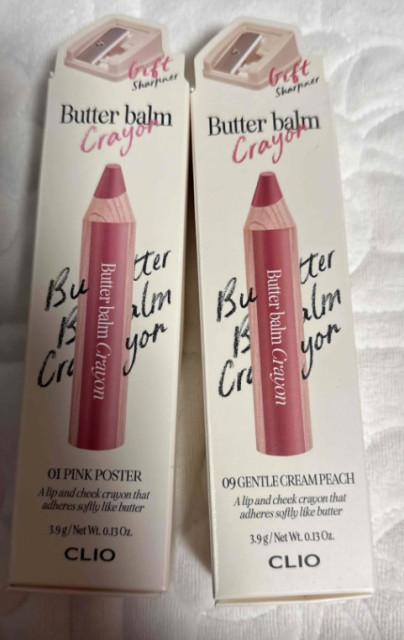 Gift
Sharpner
Butter balm
Crayon
Butter balm Crayon
Butter
Balm
Crayon
01 PINK POSTER
A lip and cheek crayon that
adheres softly like butter
3.9 g / Net Wt. 0.13 Oz.
CLIO
Gift
Sharpner
Butter balm
Crayon
Butter balm Crayon
Butter
Balm
Crayon
09 GENTLE CREAM PEACH
A lip and cheek crayon that
adheres softly like butter
3.9 g / Net Wt. 0.13 Oz.
CLIO